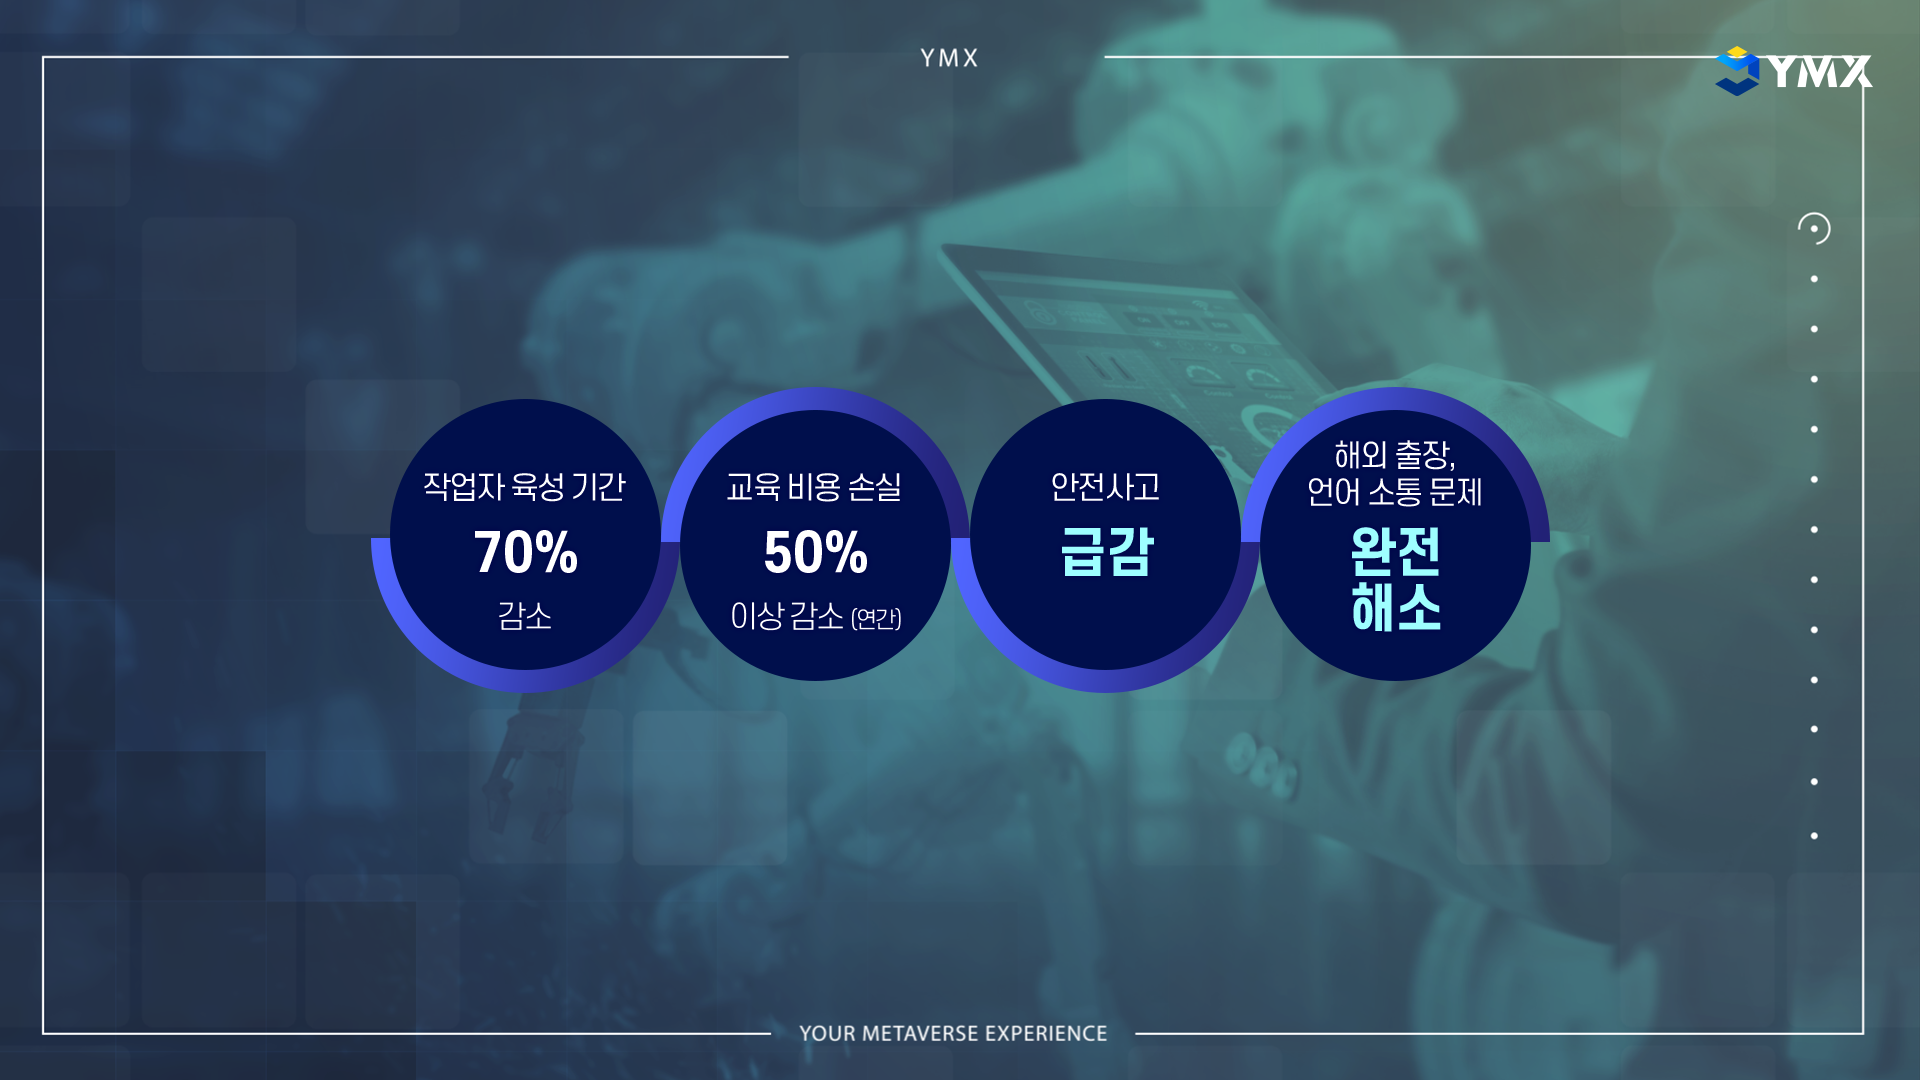 YMX
YMX
작업자 육성 기간
70%
감소
교육 비용 손실
50%
이상 감소 (연간)
안전사고
급감
해외 출장,
언어 소통 문제
완전
해소
YOUR METAVERSE EXPERIENCE